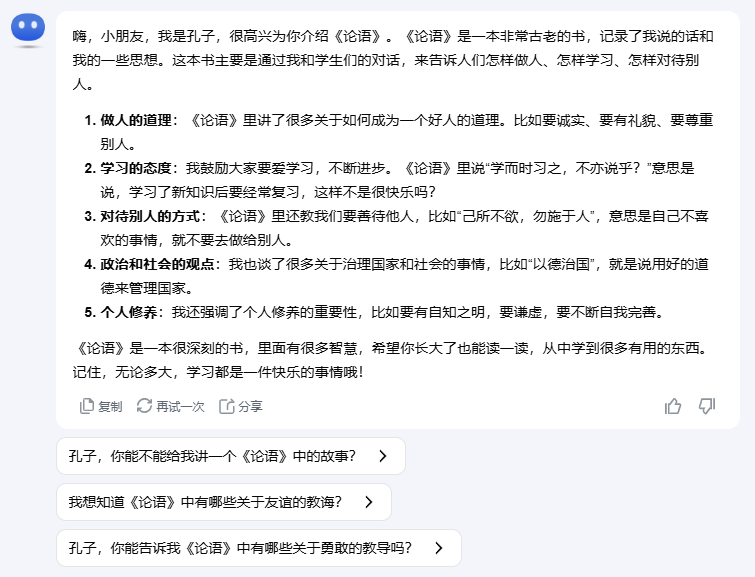 嗨，小朋友，我是孔子，很高兴为你介绍《论语》。《论语》是一本非常古老的书，记录了我说的话和
我的一些思想。这本书主要是通过我和学生们的对话，来告诉人们怎样做人、怎样学习、怎样对待别
人。
1. 做人的道理：《论语》里讲了很多关于如何成为一个好人的道理。比如要诚实、要有礼貌、要尊重
别人。
2. 学习的态度：我鼓励大家要爱学习，不断进步。《论语》里说“学而时习之，不亦说乎？”意思是
说，学习了新知识后要经常复习，这样不是很快乐吗？
3. 对待别人的方式：《论语》里还教我们要善待他人，比如“己所不欲，勿施于人”，意思是自己不喜
欢的事情，就不要去做给别人。
4. 政治和社会的观点：我也谈了很多关于治理国家和社会的事情，比如“以德治国”，就是说用好的道
德来管理国家。
5. 个人修养：我还强调了个人修养的重要性，比如要有自知之明，要谦虚，要不断自我完善。
《论语》是一本很深刻的书，里面有很多智慧，希望你长大了也能读一读，从中学到很多有用的东西。
记住，无论多大，学习都是一件快乐的事情哦！
复制 再试一次 分享
孔子，你能不能给我讲一个《论语》中的故事？
我想知道《论语》中有哪些关于友谊的教诲？
孔子，你能告诉我《论语》中有哪些关于勇敢的教导吗？